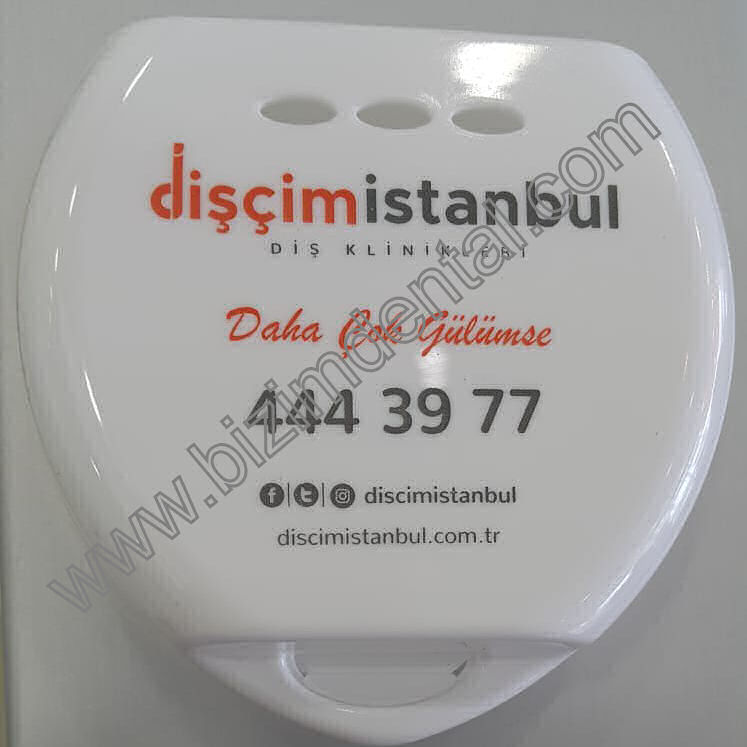 dişçimistanbul
DİŞ KLİNİKLERİ
Daha Çok Gülümse
444 39 77
discimistanbul
discimistanbul.com.tr
www.bizimdental.com